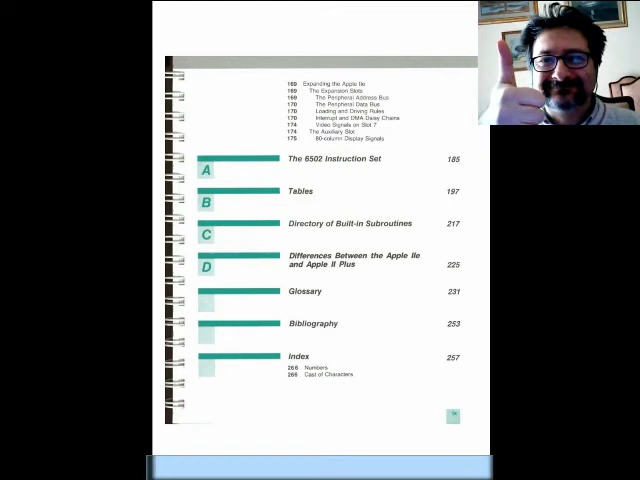 169 Expanding the Apple IIe
169 The Expansion Slots
169 The Peripheral Address Bus
170 The Peripheral Data Bus
170 Loading and Driving Rules
170 Interrupt and DMA Daisy Chains
174 Video Signals on Slot 7
174 The Auxiliary Slot
175 80-column Display Signals
A The 6502 Instruction Set 185
B Tables 197
C Directory of Built-in Subroutines 217
D Differences Between the Apple IIe
and Apple II Plus 225
Glossary 231
Bibliography 253
Index 257
266 Numbers
266 Cast of Characters